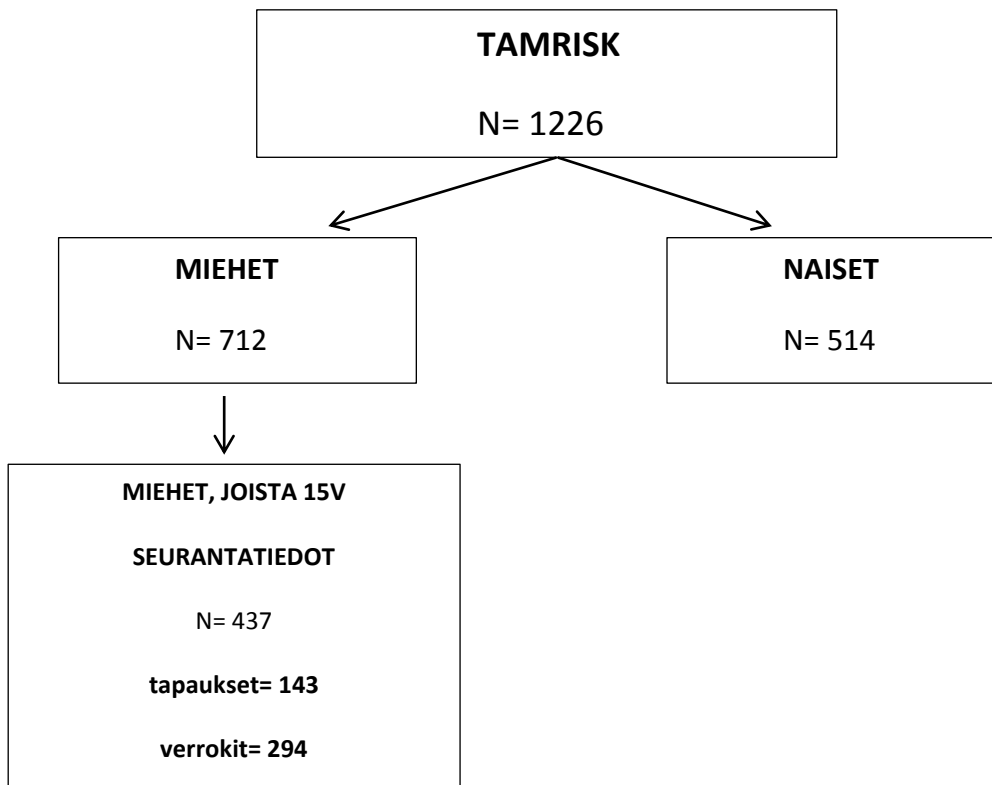 TAMRISK
N= 1226
MIEHET
N= 712
NAISET
N= 514
MIEHET, JOISTA 15V
SEURANTATIEDOT
N= 437
tapaukset= 143
verrokit= 294